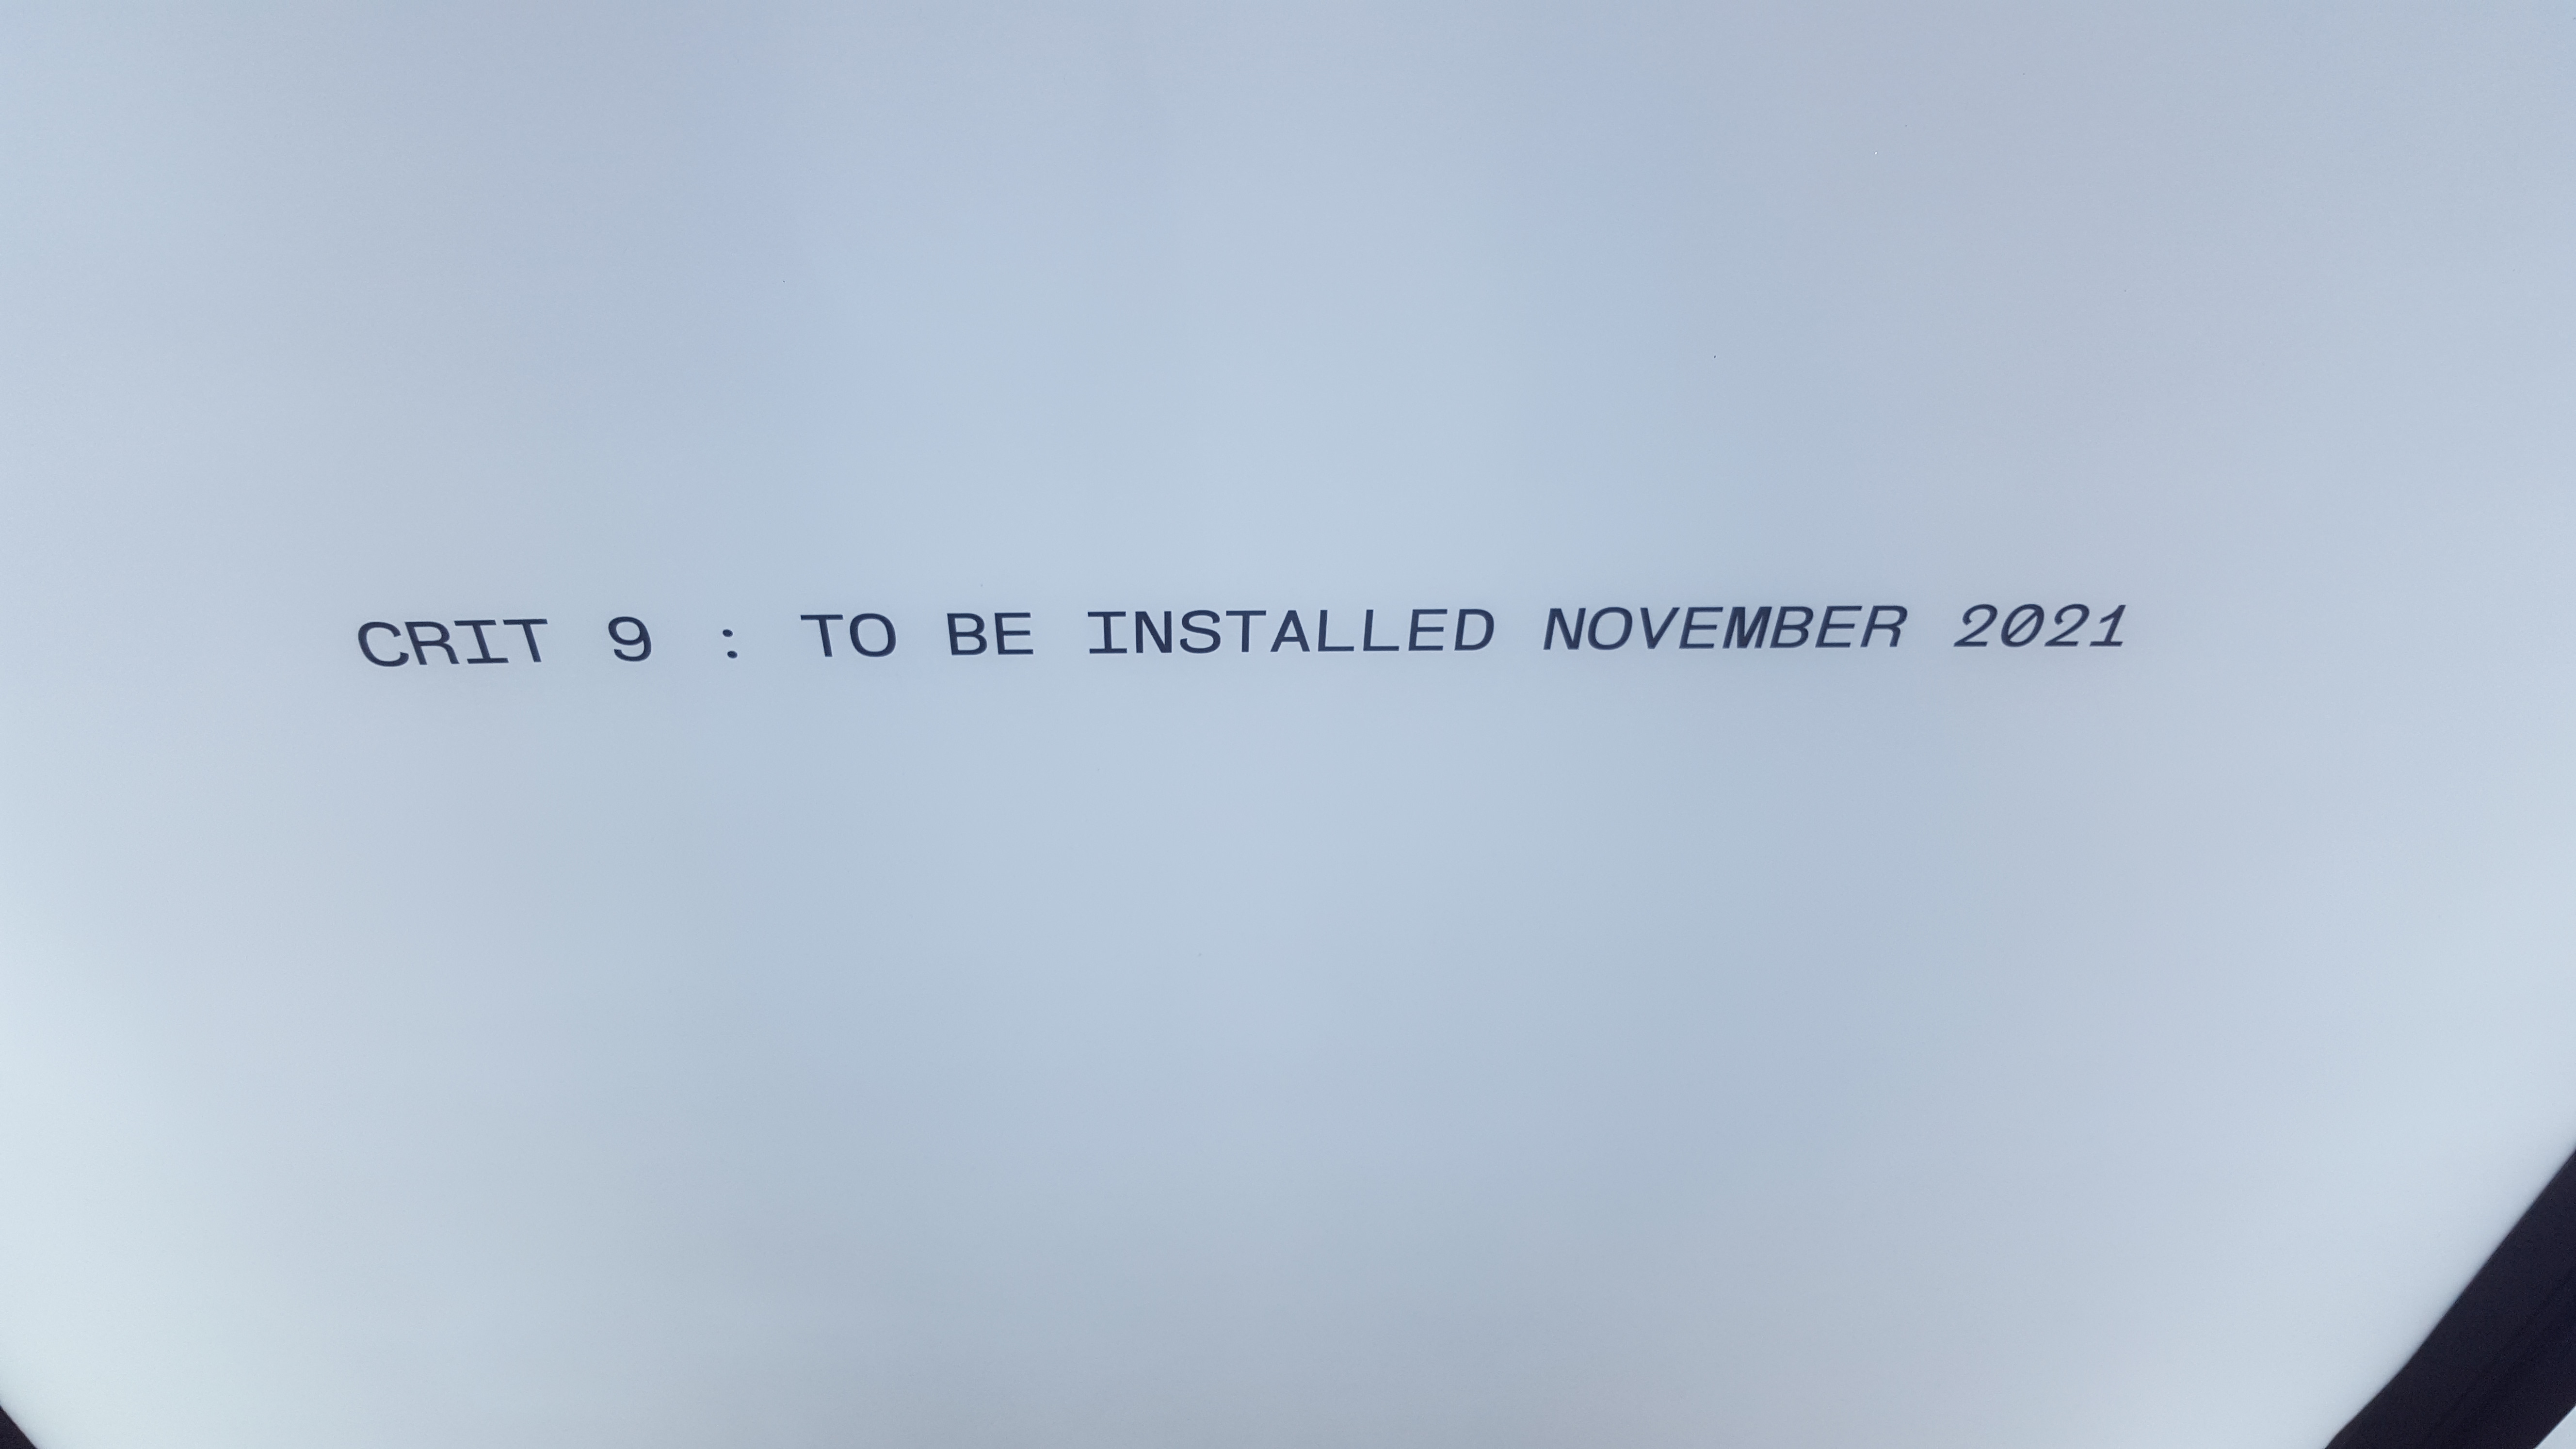 CRIT 9 : TO BE INSTALLED NOVEMBER 2021